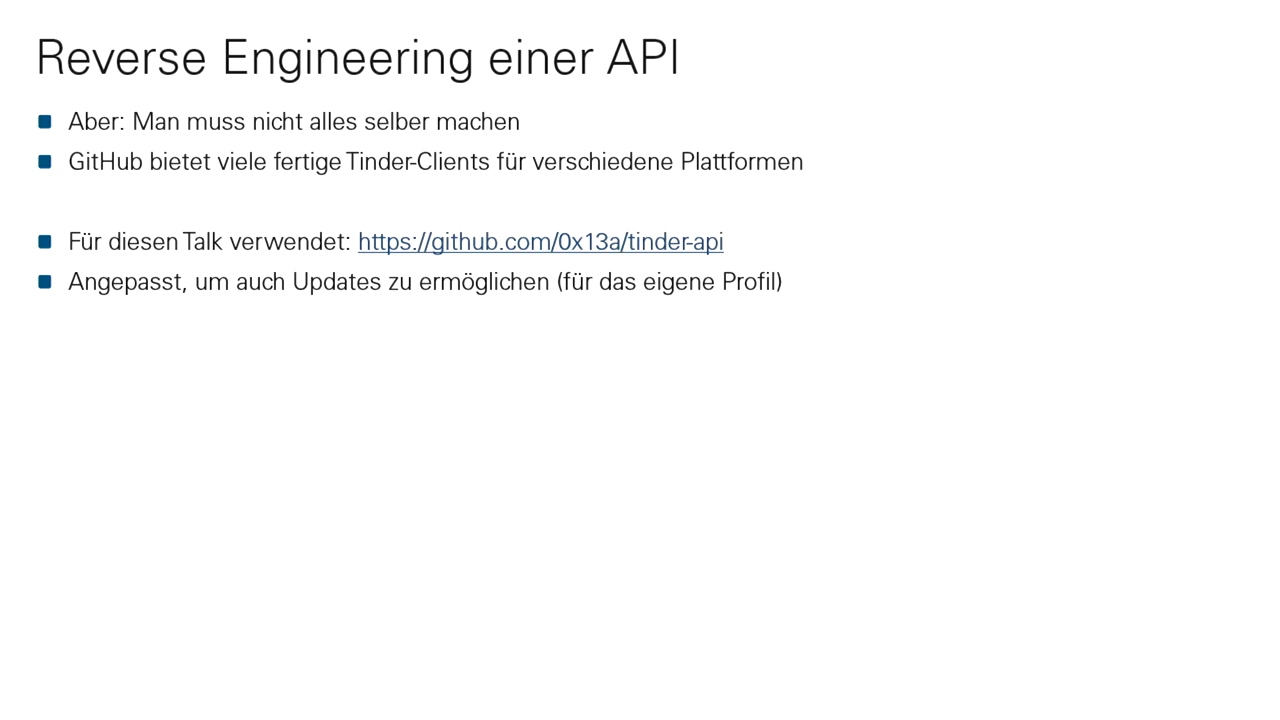 Reverse Engineering einer API
Aber: Man muss nicht alles selber machen
GitHub bietet viele fertige Tinder-Clients für verschiedene Plattformen
Für diesen Talk verwendet: https://github.com/0x13a/tinder-api
Angepasst, um auch Updates zu ermöglichen (für das eigene Profil)